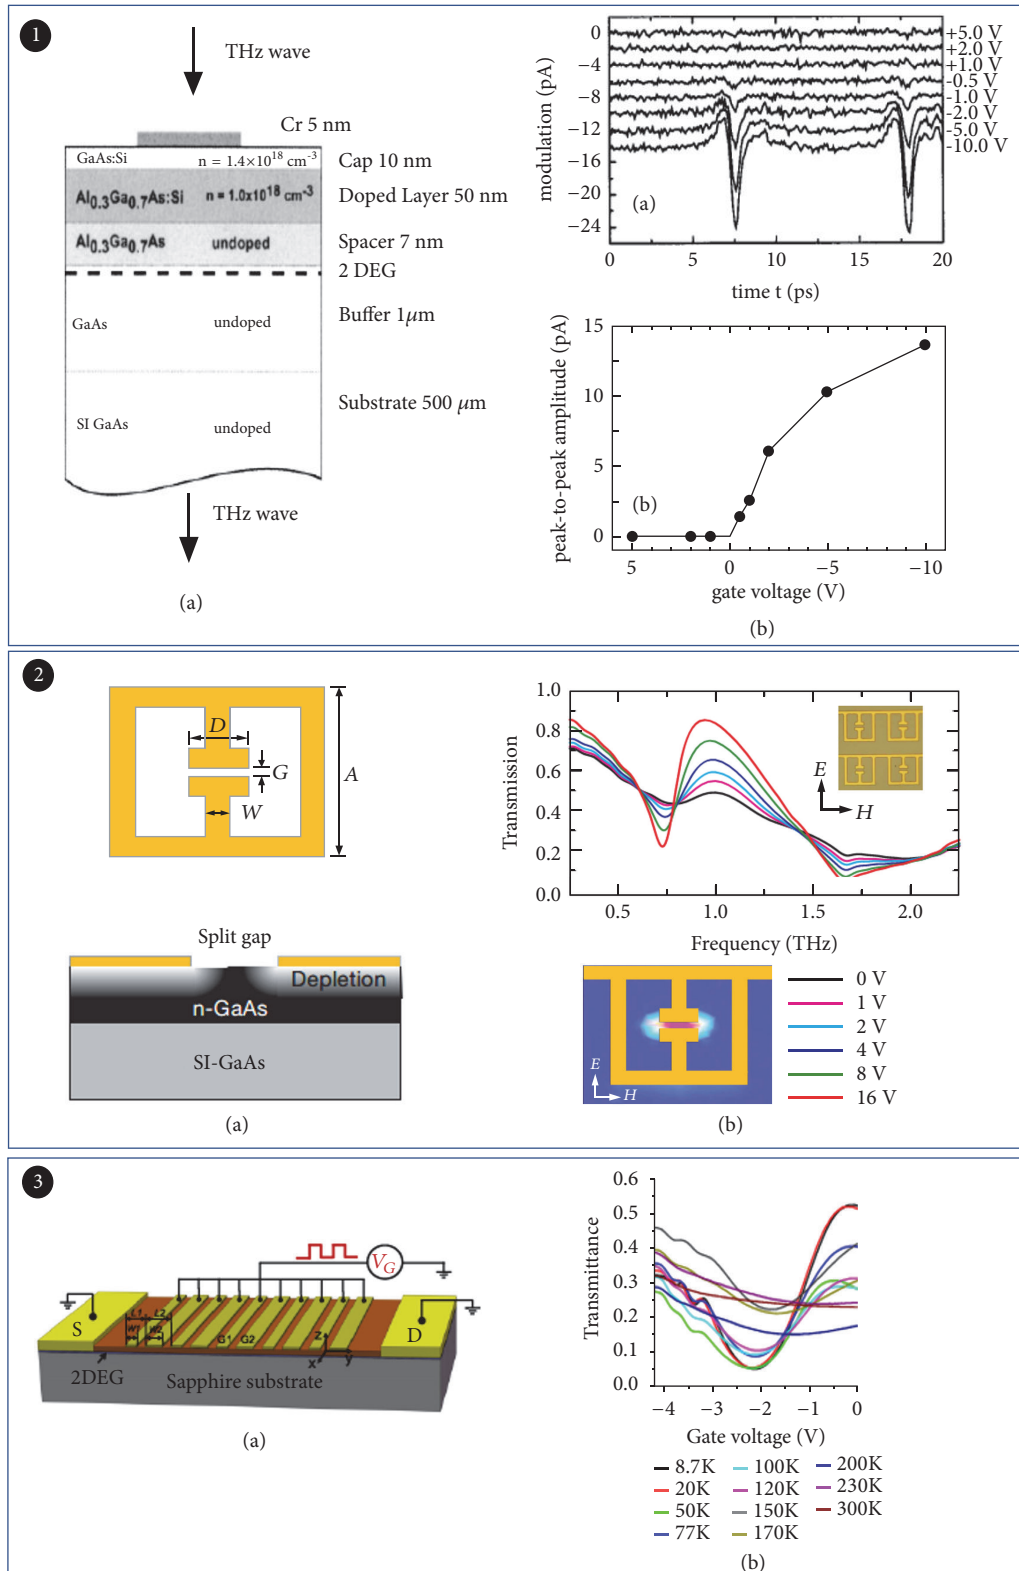 1
THz wave
Cr 5 nm
GaAs:Si
n = 1.4×10^18 cm^-3
Cap 10 nm
Al0.3Ga0.7As:Si n = 1.0x10^18 cm^-3
Doped Layer 50 nm
Al0.3Ga0.7As undoped
Spacer 7 nm
2 DEG
GaAs undoped
Buffer 1μm
SI GaAs undoped
Substrate 500 μm
THz wave
(a)
modulation (pA)
0
−4
−8
−12
−16
−20
−24
+5.0 V
+2.0 V
+1.0 V
-0.5 V
-1.0 V
-2.0 V
-5.0 V
-10.0 V
(a)
0 5 10 15 20
time t (ps)
peak-to-peak amplitude (pA)
15
10
5
0
(b)
5 0 −5 −10
gate voltage (V)
(b)
2
D
G
A
W
Split gap
Depletion
n-GaAs
SI-GaAs
(a)
Transmission
1.0
0.8
0.6
0.4
0.2
0.0
E
H
0.5 1.0 1.5 2.0
Frequency (THz)
E
H
0 V
1 V
2 V
4 V
8 V
16 V
(b)
3
VG
S
L1 L2
W1 W2
G1 G2
z
x y
D
2DEG
Sapphire substrate
(a)
Transmittance
0.6
0.5
0.4
0.3
0.2
0.1
0.0
−4 −3 −2 −1 0
Gate voltage (V)
8.7K 100K 200K
20K 120K 230K
50K 150K 300K
77K 170K
(b)